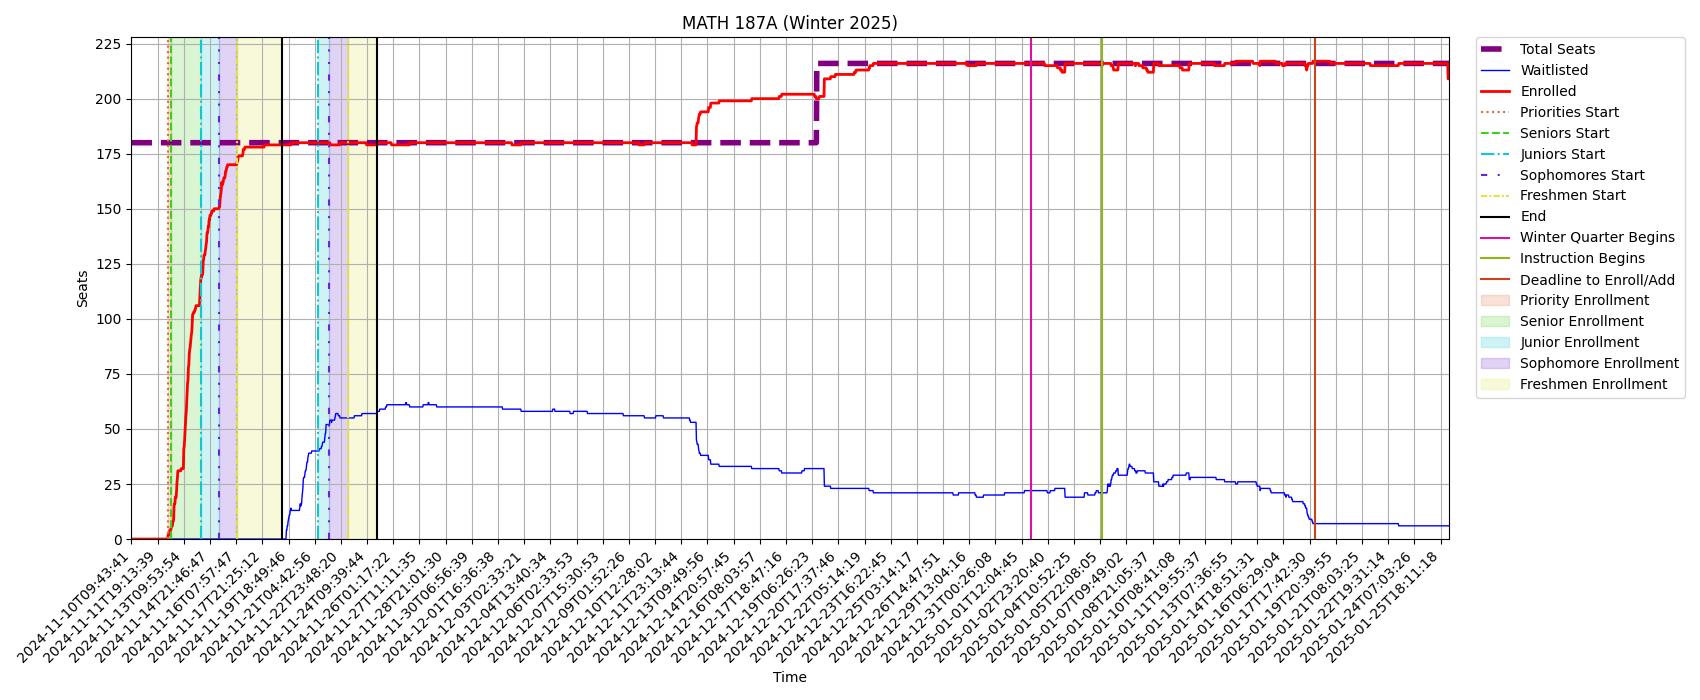 MATH 187A (Winter 2025)
Seats
225
200
175
150
125
100
75
50
25
0
2024-11-10T09:43:41
2024-11-11T19:13:39
2024-11-13T09:53:54
2024-11-14T21:46:47
2024-11-16T07:57:47
2024-11-17T21:25:12
2024-11-19T18:49:46
2024-11-21T04:42:56
2024-11-22T23:48:20
2024-11-24T09:39:44
2024-11-26T01:17:22
2024-11-27T11:11:35
2024-11-28T21:01:30
2024-11-30T06:56:39
2024-12-01T16:36:38
2024-12-03T02:33:21
2024-12-04T13:40:34
2024-12-06T02:33:53
2024-12-07T15:30:53
2024-12-09T01:52:26
2024-12-10T12:28:02
2024-12-11T23:13:44
2024-12-13T09:49:56
2024-12-14T20:57:45
2024-12-16T08:03:57
2024-12-17T18:47:16
2024-12-19T06:26:23
2024-12-20T17:37:46
2024-12-22T05:14:19
2024-12-23T16:22:45
2024-12-25T03:14:17
2024-12-26T14:47:51
2024-12-29T13:04:16
2024-12-31T00:26:08
2025-01-01T12:04:45
2025-01-02T23:20:40
2025-01-04T10:52:25
2025-01-05T22:08:05
2025-01-07T09:49:02
2025-01-08T21:05:37
2025-01-10T08:41:08
2025-01-11T19:55:37
2025-01-13T07:36:55
2025-01-14T18:51:31
2025-01-16T06:29:04
2025-01-17T17:42:30
2025-01-19T20:39:55
2025-01-21T08:03:25
2025-01-22T19:31:14
2025-01-24T07:03:26
2025-01-25T18:11:18
Time
Total Seats
Waitlisted
Enrolled
Priorities Start
Seniors Start
Juniors Start
Sophomores Start
Freshmen Start
End
Winter Quarter Begins
Instruction Begins
Deadline to Enroll/Add
Priority Enrollment
Senior Enrollment
Junior Enrollment
Sophomore Enrollment
Freshmen Enrollment